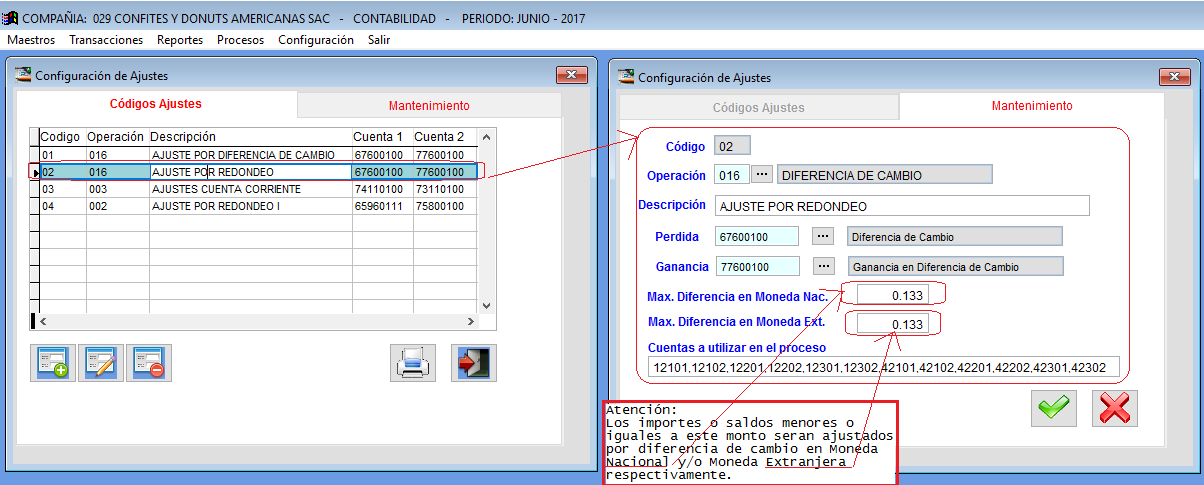 COMPAÑIA: 029 CONFITES Y DONUTS AMERICANAS SAC - CONTABILIDAD - PERIODO: JUNIO - 2017
Maestros Transacciones Reportes Procesos Configuración Salir
Configuración de Ajustes
Códigos Ajustes Mantenimiento
Codigo Operación Descripción Cuenta 1 Cuenta 2
01 016 AJUSTE POR DIFERENCIA DE CAMBIO 67600100 77600100
02 016 AJUSTE POR REDONDEO 67600100 77600100
03 003 AJUSTES CUENTA CORRIENTE 74110100 73110100
04 002 AJUSTE POR REDONDEO I 65960111 75800100
Configuración de Ajustes
Códigos Ajustes Mantenimiento
Código 02
Operación 016 ... DIFERENCIA DE CAMBIO
Descripción AJUSTE POR REDONDEO
Perdida 67600100 ... Diferencia de Cambio
Ganancia 77600100 ... Ganancia en Diferencia de Cambio
Max. Diferencia en Moneda Nac. 0.133
Max. Diferencia en Moneda Ext. 0.133
Cuentas a utilizar en el proceso
12101,12102,12201,12202,12301,12302,42101,42102,42201,42202,42301,42302
Atención:
Los importes o saldos menores o
iguales a este monto seran ajustados
por diferencia de cambio en Moneda
Nacional y/o Moneda Extranjera
respectivamente.